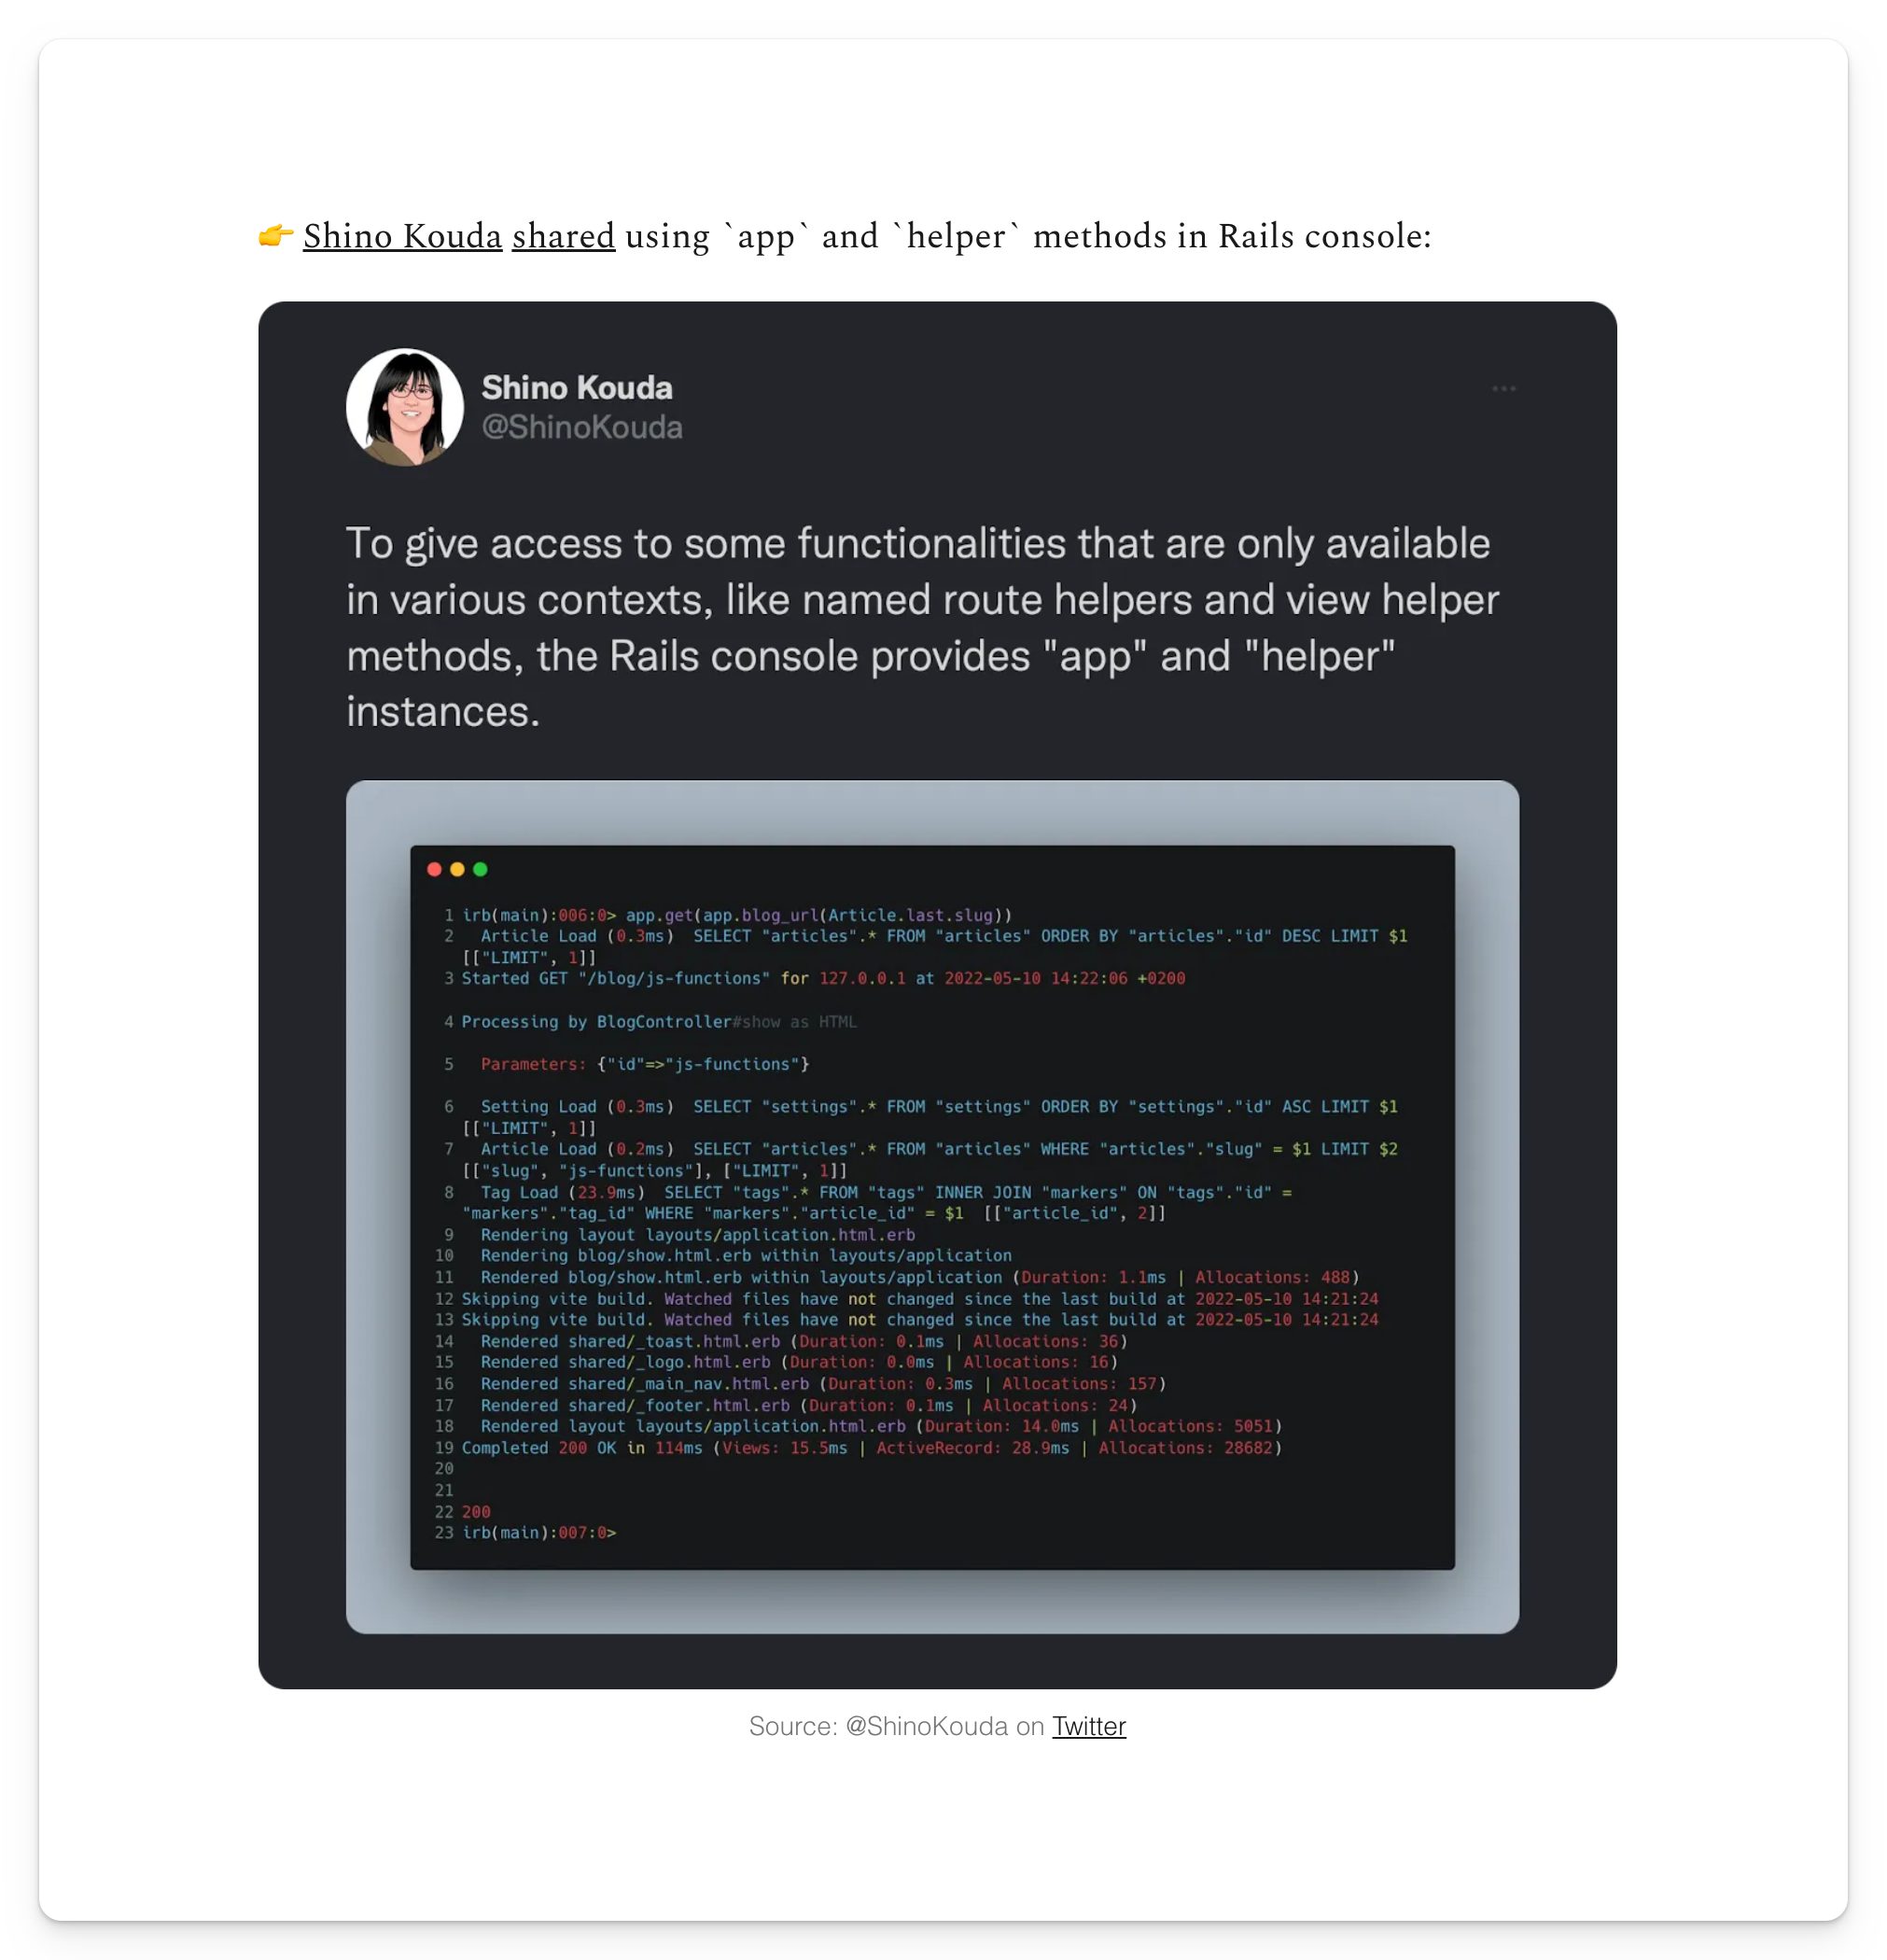 👉 Shino Kouda shared using `app` and `helper` methods in Rails console:
Shino Kouda
@ShinoKouda
...
To give access to some functionalities that are only available
in various contexts, like named route helpers and view helper
methods, the Rails console provides "app" and "helper"
instances.
1 irb(main):006:0> app.get(app.blog_url(Article.last.slug))
2   Article Load (0.3ms)  SELECT "articles".* FROM "articles" ORDER BY "articles"."id" DESC LIMIT $1
[["LIMIT", 1]]
3 Started GET "/blog/js-functions" for 127.0.0.1 at 2022-05-10 14:22:06 +0200
4 Processing by BlogController#show as HTML
5   Parameters: {"id"=>"js-functions"}
6   Setting Load (0.3ms)  SELECT "settings".* FROM "settings" ORDER BY "settings"."id" ASC LIMIT $1
[["LIMIT", 1]]
7   Article Load (0.2ms)  SELECT "articles".* FROM "articles" WHERE "articles"."slug" = $1 LIMIT $2
[["slug", "js-functions"], ["LIMIT", 1]]
8   Tag Load (23.9ms)  SELECT "tags".* FROM "tags" INNER JOIN "markers" ON "tags"."id" =
"markers"."tag_id" WHERE "markers"."article_id" = $1  [["article_id", 2]]
9   Rendering layout layouts/application.html.erb
10   Rendering blog/show.html.erb within layouts/application
11   Rendered blog/show.html.erb within layouts/application (Duration: 1.1ms | Allocations: 488)
12 Skipping vite build. Watched files have not changed since the last build at 2022-05-10 14:21:24
13 Skipping vite build. Watched files have not changed since the last build at 2022-05-10 14:21:24
14   Rendered shared/_toast.html.erb (Duration: 0.1ms | Allocations: 36)
15   Rendered shared/_logo.html.erb (Duration: 0.0ms | Allocations: 16)
16   Rendered shared/_main_nav.html.erb (Duration: 0.3ms | Allocations: 157)
17   Rendered shared/_footer.html.erb (Duration: 0.1ms | Allocations: 24)
18   Rendered layout layouts/application.html.erb (Duration: 14.0ms | Allocations: 5051)
19 Completed 200 OK in 114ms (Views: 15.5ms | ActiveRecord: 28.9ms | Allocations: 28682)
20
21
22 200
23 irb(main):007:0>
Source: @ShinoKouda on Twitter